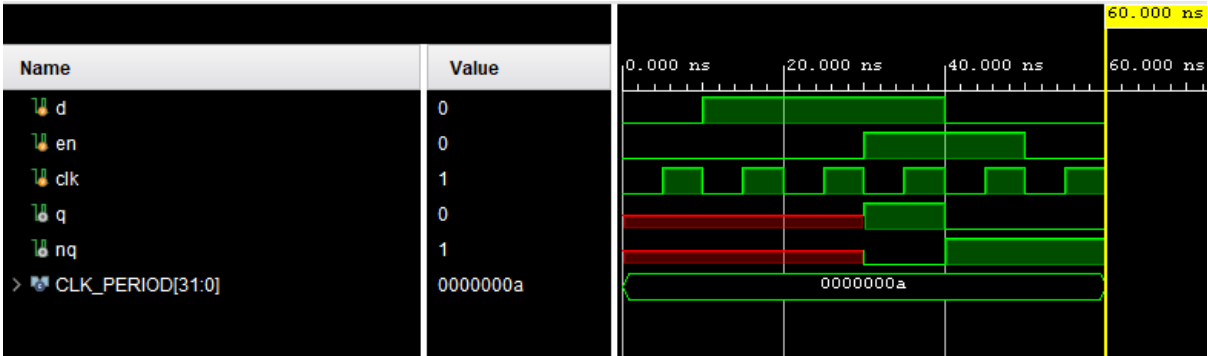 60.000 ns
Name Value 0.000 ns 20.000 ns 40.000 ns 60.000 ns
d 0
en 0
clk 1
q 0
nq 1
> CLK_PERIOD[31:0] 0000000a 0000000a